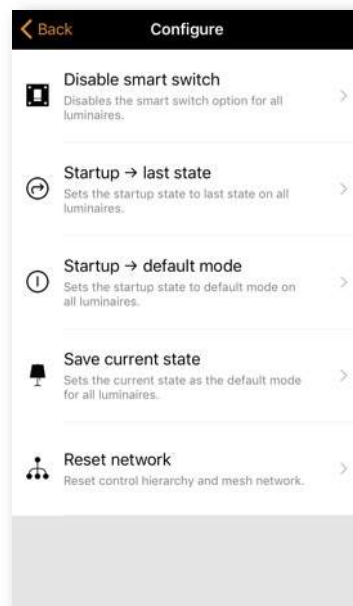 Back
Configure
Disable smart switch
Disables the smart switch option for all
luminaires.
Startup → last state
Sets the startup state to last state on all
luminaires.
Startup → default mode
Sets the startup state to default mode on
all luminaires.
Save current state
Sets the current state as the default mode
for all luminaires.
Reset network
Reset control hierarchy and mesh network.